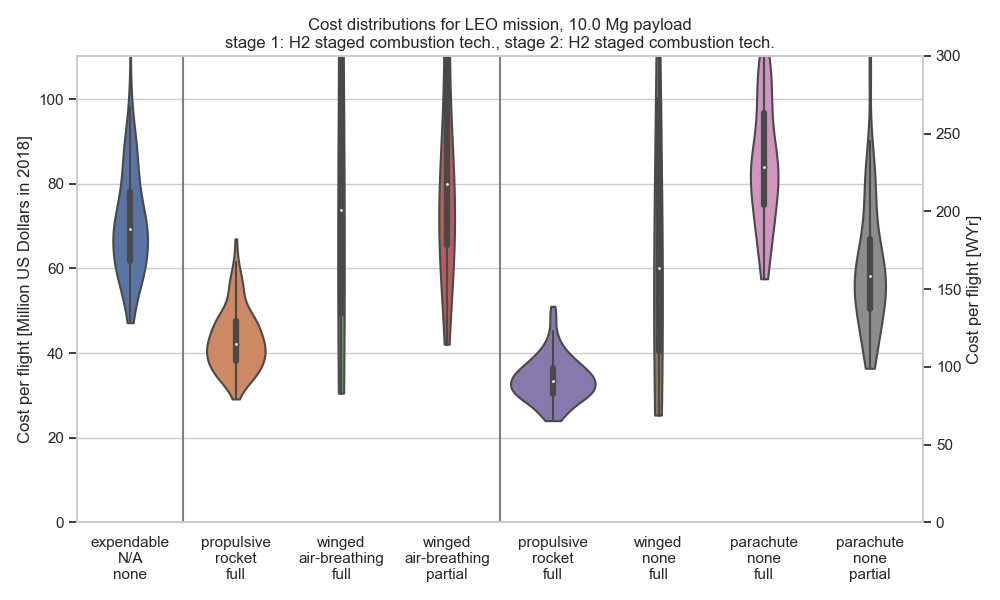 Cost distributions for LEO mission, 10.0 Mg payload
stage 1: H2 staged combustion tech., stage 2: H2 staged combustion tech.
Cost per flight [Million US Dollars in 2018]
100
80
60
40
20
0
300
250
200
150
100
50
0
Cost per flight [WYr]
expendable
N/A
none
propulsive
rocket
full
winged
air-breathing
full
winged
air-breathing
partial
propulsive
rocket
full
winged
none
full
parachute
none
full
parachute
none
partial